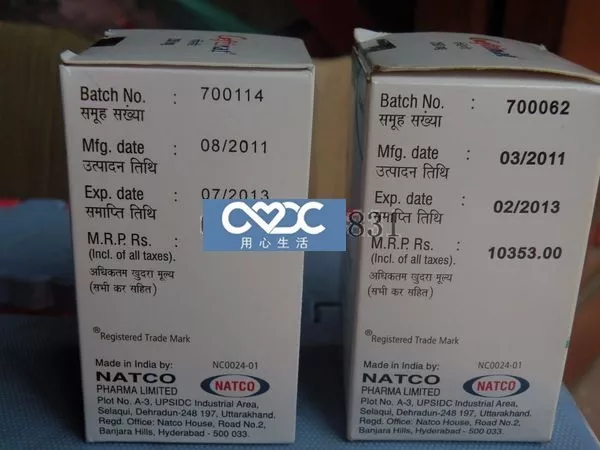 Batch No. : 700114
समूह संख्या
Mfg. date : 08/2011
उत्पादन तिथि
Exp. date : 07/2013
समाप्ति तिथि
M.R.P. Rs. :
(Incl. of all taxes).
अधिकतम खुदरा मूल्य
(सभी कर सहित)
®Registered Trade Mark
Made in India by: NC0024-01
NATCO
PHARMA LIMITED
NATCO
Plot No. A-3, UPSIDC Industrial Area,
Selaqui, Dehradun-248 197, Uttarakhand.
Regd. Office: Natco House, Road No.2,
Banjara Hills, Hyderabad - 500 033.
用心生活
831
Batch No. : 700062
समूह संख्या
Mfg. date : 03/2011
उत्पादन तिथि
Exp. date : 02/2013
समाप्ति तिथि
M.R.P. Rs. : 10353.00
(Incl. of all taxes).
अधिकतम खुदरा मूल्य
(सभी कर सहित)
®Registered Trade Mark
Made in India by: NC0024-01
NATCO
PHARMA LIMITED
NATCO
Plot No. A-3, UPSIDC Industrial Area,
Selaqui, Dehradun-248 197, Uttarakhand.
Regd. Office: Natco House, Road No.2,
Banjara Hills, Hyderabad - 500 033.